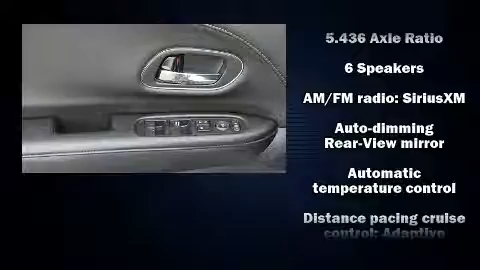 5.436 Axle Ratio
6 Speakers
AM/FM radio: SiriusXM
Auto-dimming
Rear-View mirror
Automatic
temperature control
Distance pacing cruise
control: Adaptive